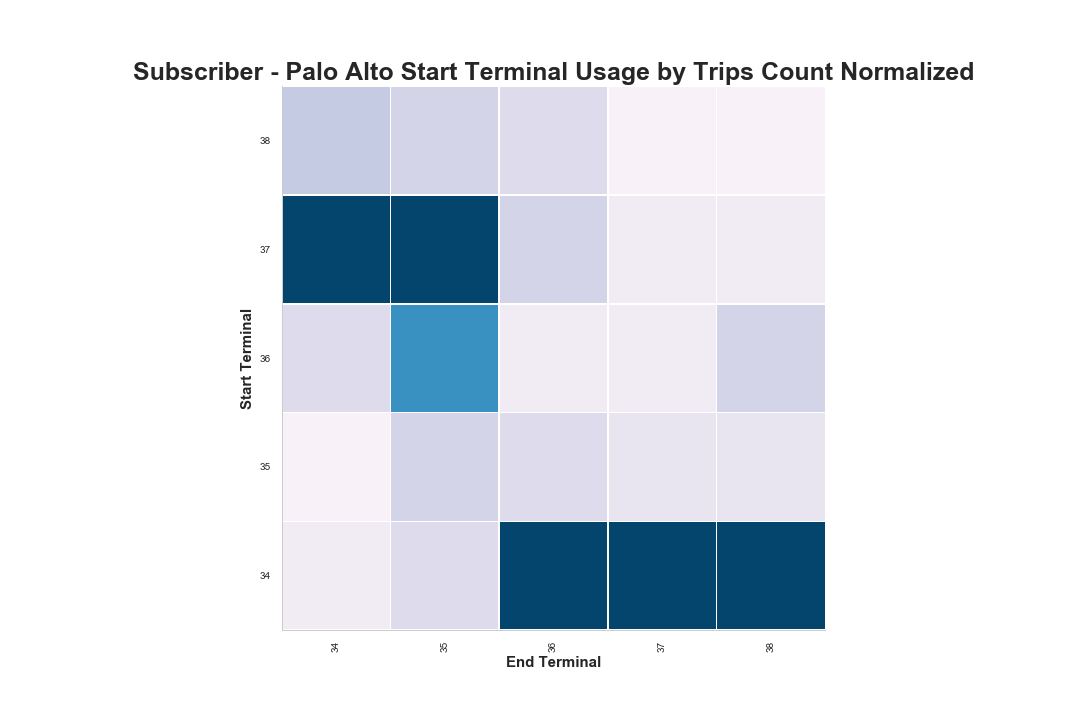 Subscriber - Palo Alto Start Terminal Usage by Trips Count Normalized
38
37
36
35
34
Start Terminal
34 35 36 37 38
End Terminal